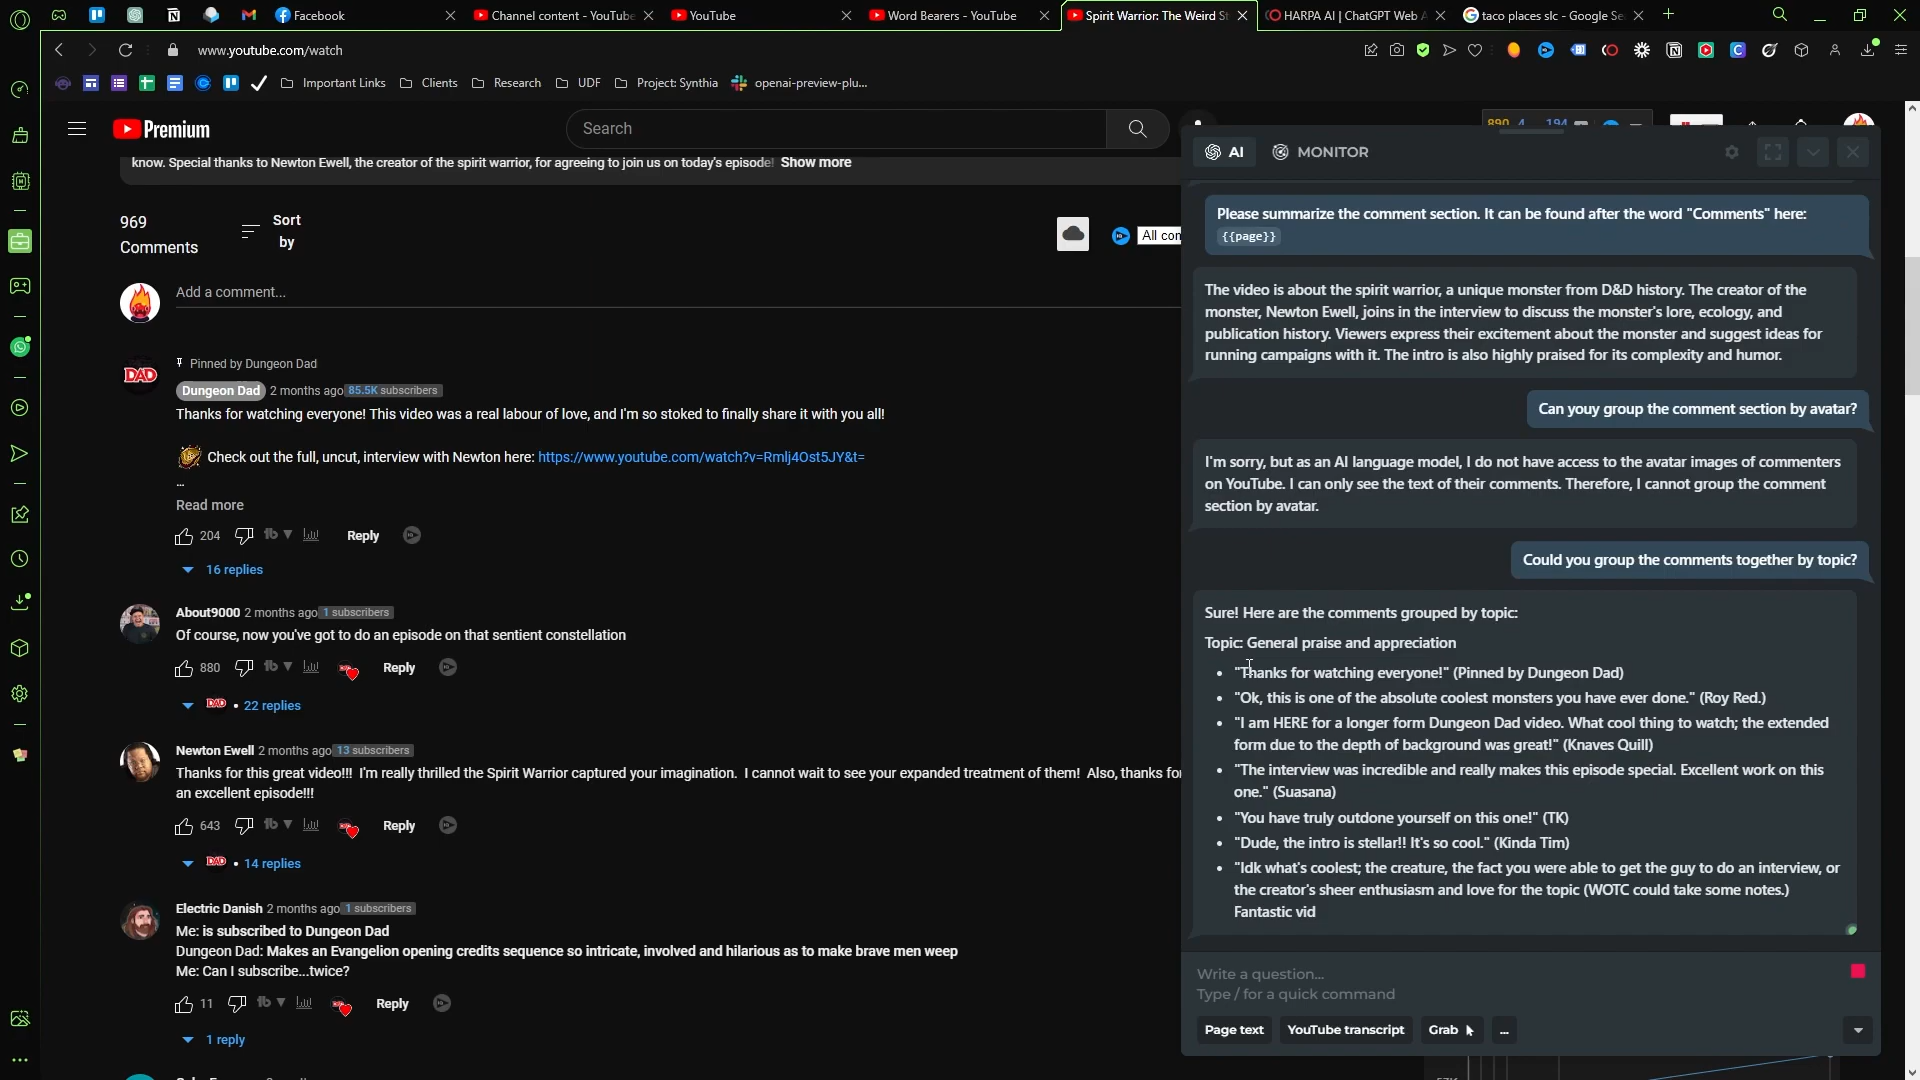 Facebook
Channel content - YouTube
YouTube
Word Bearers - YouTube
Spirit Warrior: The Weird S
HARPA AI | ChatGPT Web A
taco places slc - Google Se
www.youtube.com/watch
Important Links
Clients
Research
UDF
Project: Synthia
openai-preview-plu...
Premium
Search
890 4 194
know. Special thanks to Newton Ewell, the creator of the spirit warrior, for agreeing to join us on today's episode! Show more
969
Comments
Sort
by
All con
Add a comment...
DAD
Pinned by Dungeon Dad
Dungeon Dad 2 months ago 85.5K subscribers
Thanks for watching everyone! This video was a real labour of love, and I'm so stoked to finally share it with you all!
Check out the full, uncut, interview with Newton here: https://www.youtube.com/watch?v=Rmlj4Ost5JY&t=
...
Read more
204
Reply
16 replies
About9000 2 months ago 1 subscribers
Of course, now you've got to do an episode on that sentient constellation
880
Reply
DAD • 22 replies
Newton Ewell 2 months ago 13 subscribers
Thanks for this great video!!! I'm really thrilled the Spirit Warrior captured your imagination. I cannot wait to see your expanded treatment of them! Also, thanks fo
an excellent episode!!!
643
Reply
DAD • 14 replies
Electric Danish 2 months ago 1 subscribers
Me: is subscribed to Dungeon Dad
Dungeon Dad: Makes an Evangelion opening credits sequence so intricate, involved and hilarious as to make brave men weep
Me: Can I subscribe...twice?
11
Reply
1 reply
AI
MONITOR
Please summarize the comment section. It can be found after the word "Comments" here:
{{page}}
The video is about the spirit warrior, a unique monster from D&D history. The creator of the
monster, Newton Ewell, joins in the interview to discuss the monster's lore, ecology, and
publication history. Viewers express their excitement about the monster and suggest ideas for
running campaigns with it. The intro is also highly praised for its complexity and humor.
Can youy group the comment section by avatar?
I'm sorry, but as an AI language model, I do not have access to the avatar images of commenters
on YouTube. I can only see the text of their comments. Therefore, I cannot group the comment
section by avatar.
Could you group the comments together by topic?
Sure! Here are the comments grouped by topic:
Topic: General praise and appreciation
• "Thanks for watching everyone!" (Pinned by Dungeon Dad)
• "Ok, this is one of the absolute coolest monsters you have ever done." (Roy Red.)
• "I am HERE for a longer form Dungeon Dad video. What cool thing to watch; the extended
form due to the depth of background was great!" (Knaves Quill)
• "The interview was incredible and really makes this episode special. Excellent work on this
one." (Suasana)
• "You have truly outdone yourself on this one!" (TK)
• "Dude, the intro is stellar!! It's so cool." (Kinda Tim)
• "Idk what's coolest; the creature, the fact you were able to get the guy to do an interview, or
the creator's sheer enthusiasm and love for the topic (WOTC could take some notes.)
Fantastic vid
Write a question...
Type / for a quick command
Page text
YouTube transcript
Grab
...